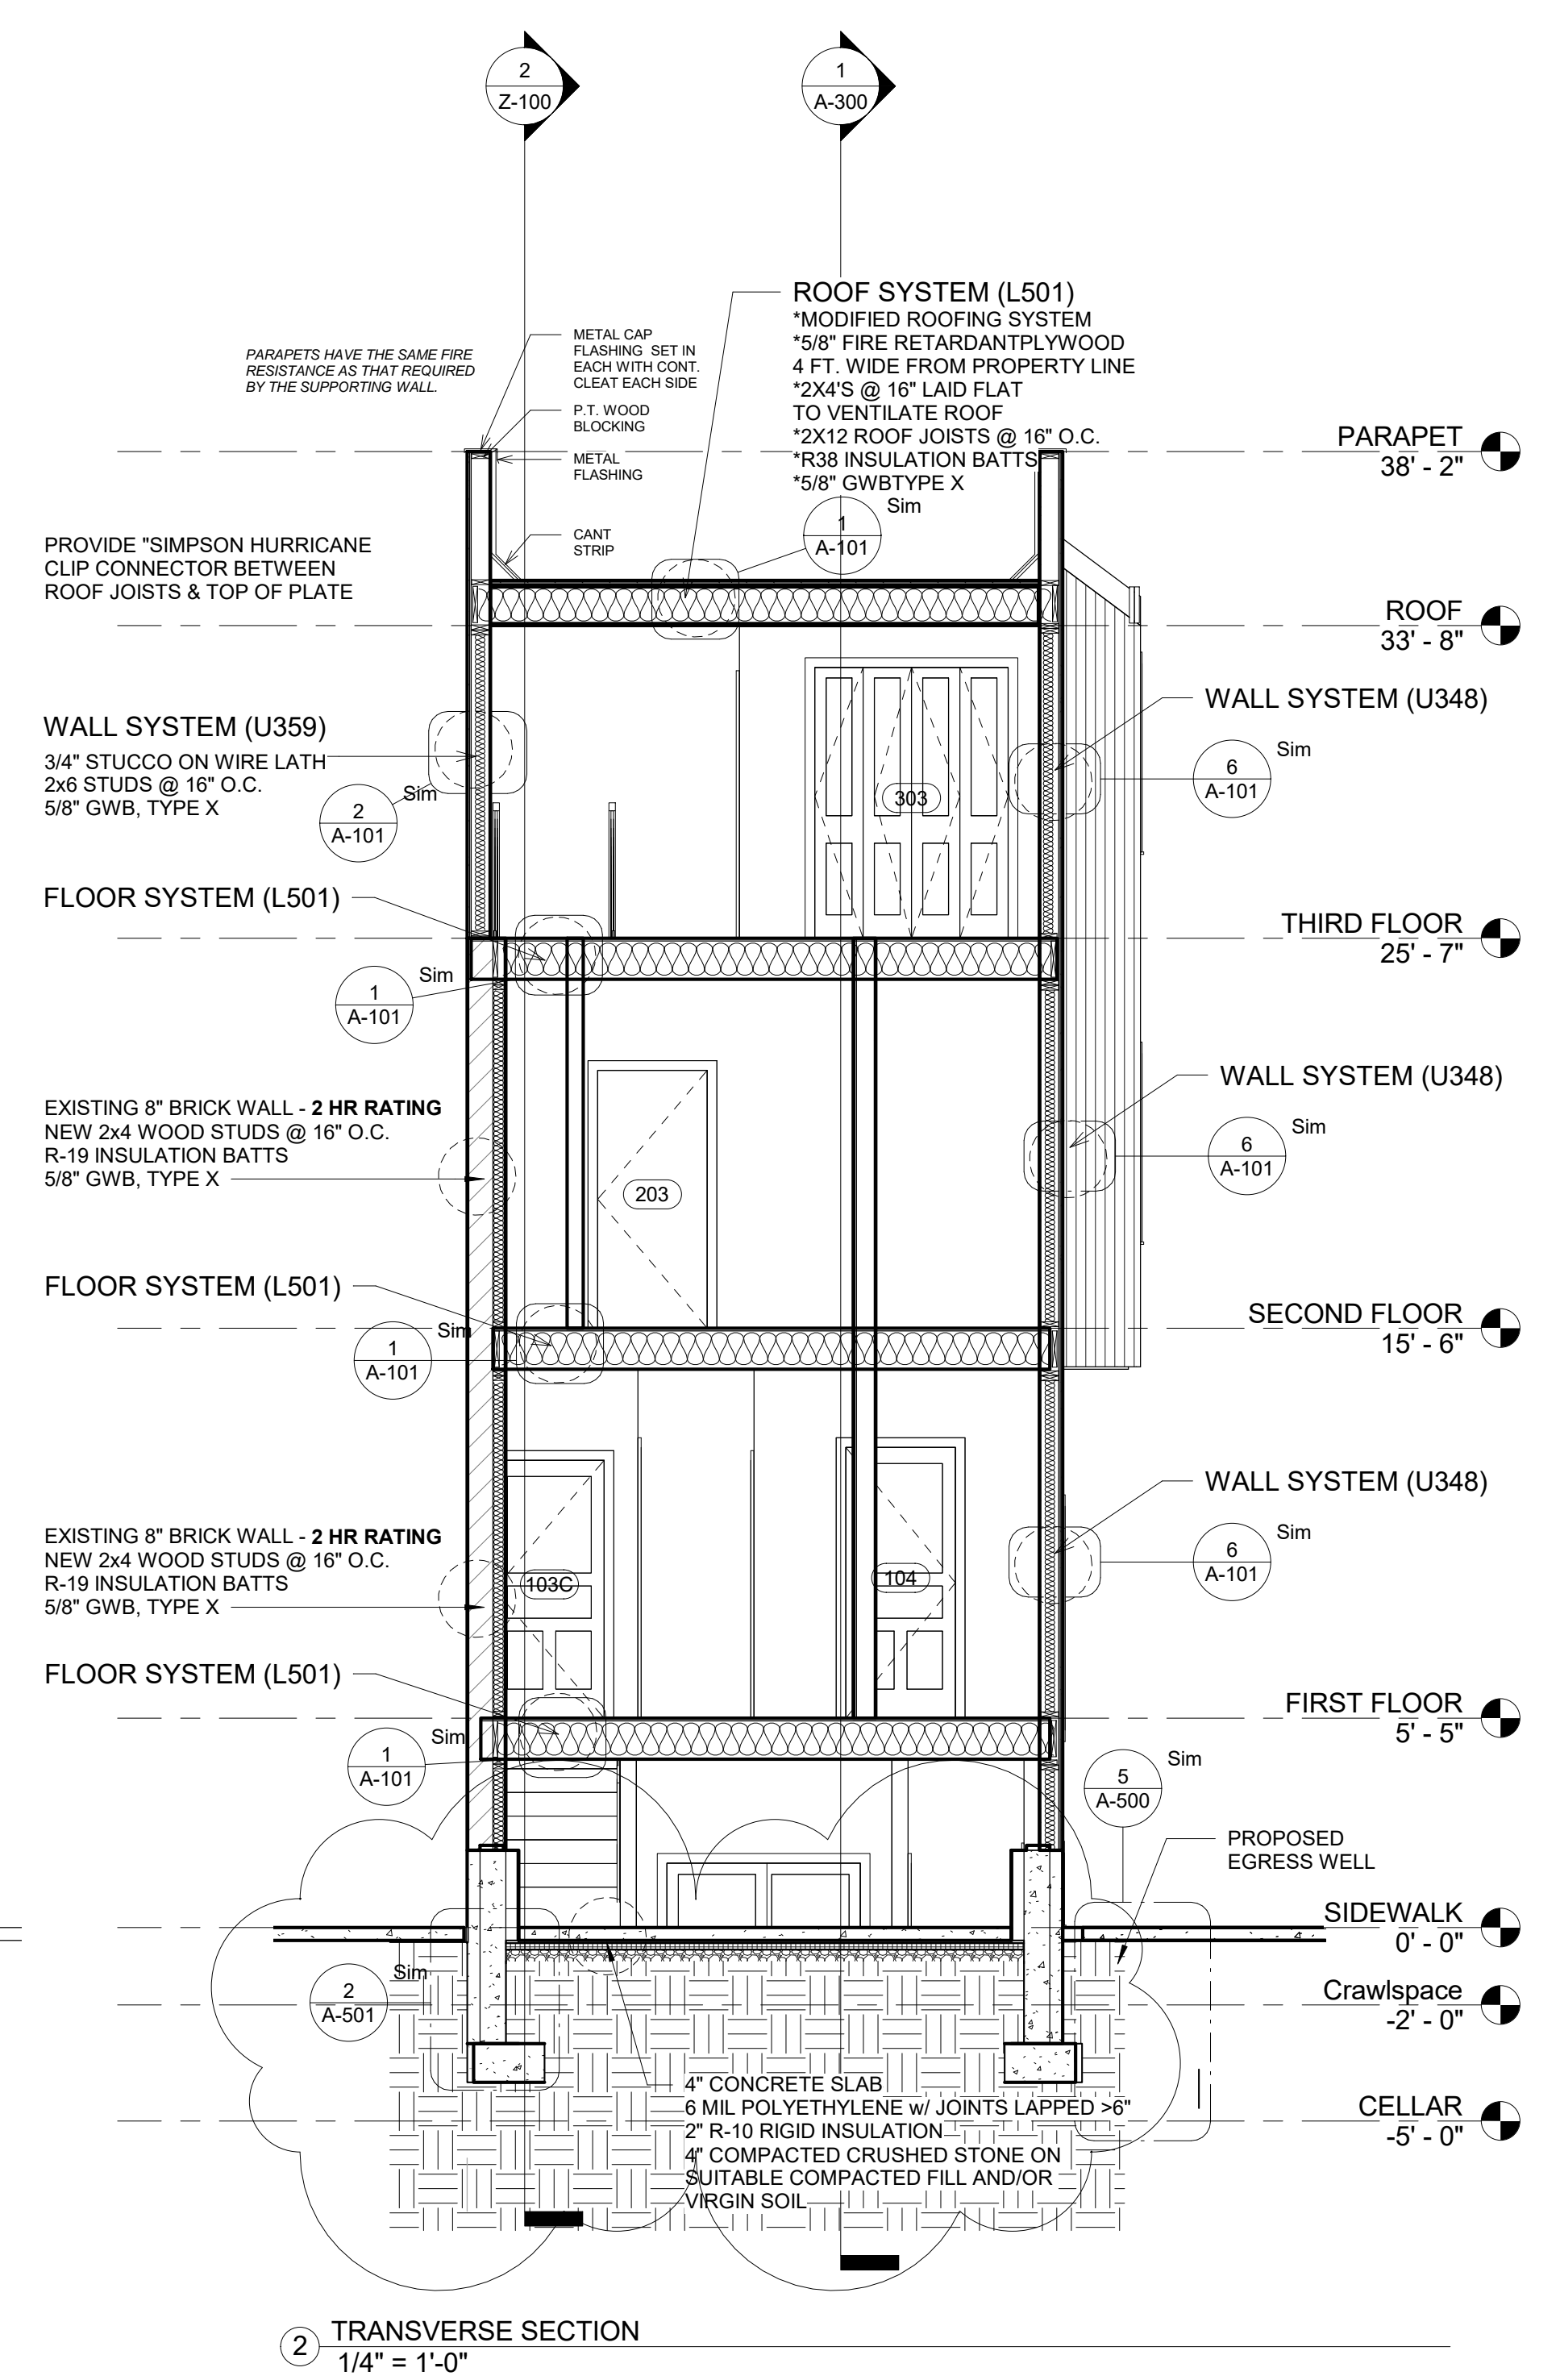 2
Z-100
1
A-300
ROOF SYSTEM (L501)
*MODIFIED ROOFING SYSTEM
*5/8" FIRE RETARDANTPLYWOOD
4 FT. WIDE FROM PROPERTY LINE
*2X4'S @ 16" LAID FLAT
TO VENTILATE ROOF
*2X12 ROOF JOISTS @ 16" O.C.
*R38 INSULATION BATTS
*5/8" GWBTYPE X
PARAPETS HAVE THE SAME FIRE
RESISTANCE AS THAT REQUIRED
BY THE SUPPORTING WALL.
METAL CAP
FLASHING SET IN
EACH WITH CONT.
CLEAT EACH SIDE
P.T. WOOD
BLOCKING
METAL
FLASHING
CANT
STRIP
PARAPET
38' - 2"
Sim
1
A-101
PROVIDE "SIMPSON HURRICANE
CLIP CONNECTOR BETWEEN
ROOF JOISTS & TOP OF PLATE
ROOF
33' - 8"
WALL SYSTEM (U348)
Sim
6
A-101
WALL SYSTEM (U359)
3/4" STUCCO ON WIRE LATH
2x6 STUDS @ 16" O.C.
5/8" GWB, TYPE X
Sim
2
A-101
303
FLOOR SYSTEM (L501)
THIRD FLOOR
25' - 7"
Sim
1
A-101
WALL SYSTEM (U348)
Sim
6
A-101
EXISTING 8" BRICK WALL - 2 HR RATING
NEW 2x4 WOOD STUDS @ 16" O.C.
R-19 INSULATION BATTS
5/8" GWB, TYPE X
203
FLOOR SYSTEM (L501)
SECOND FLOOR
15' - 6"
Sim
1
A-101
WALL SYSTEM (U348)
Sim
6
A-101
EXISTING 8" BRICK WALL - 2 HR RATING
NEW 2x4 WOOD STUDS @ 16" O.C.
R-19 INSULATION BATTS
5/8" GWB, TYPE X
103C
104
FLOOR SYSTEM (L501)
FIRST FLOOR
5' - 5"
Sim
1
A-101
Sim
5
A-500
PROPOSED
EGRESS WELL
SIDEWALK
0' - 0"
Sim
2
A-501
Crawlspace
-2' - 0"
4" CONCRETE SLAB
6 MIL POLYETHYLENE w/ JOINTS LAPPED >6"
2" R-10 RIGID INSULATION
4" COMPACTED CRUSHED STONE ON
SUITABLE COMPACTED FILL AND/OR
VIRGIN SOIL
CELLAR
-5' - 0"
2
TRANSVERSE SECTION
1/4" = 1'-0"